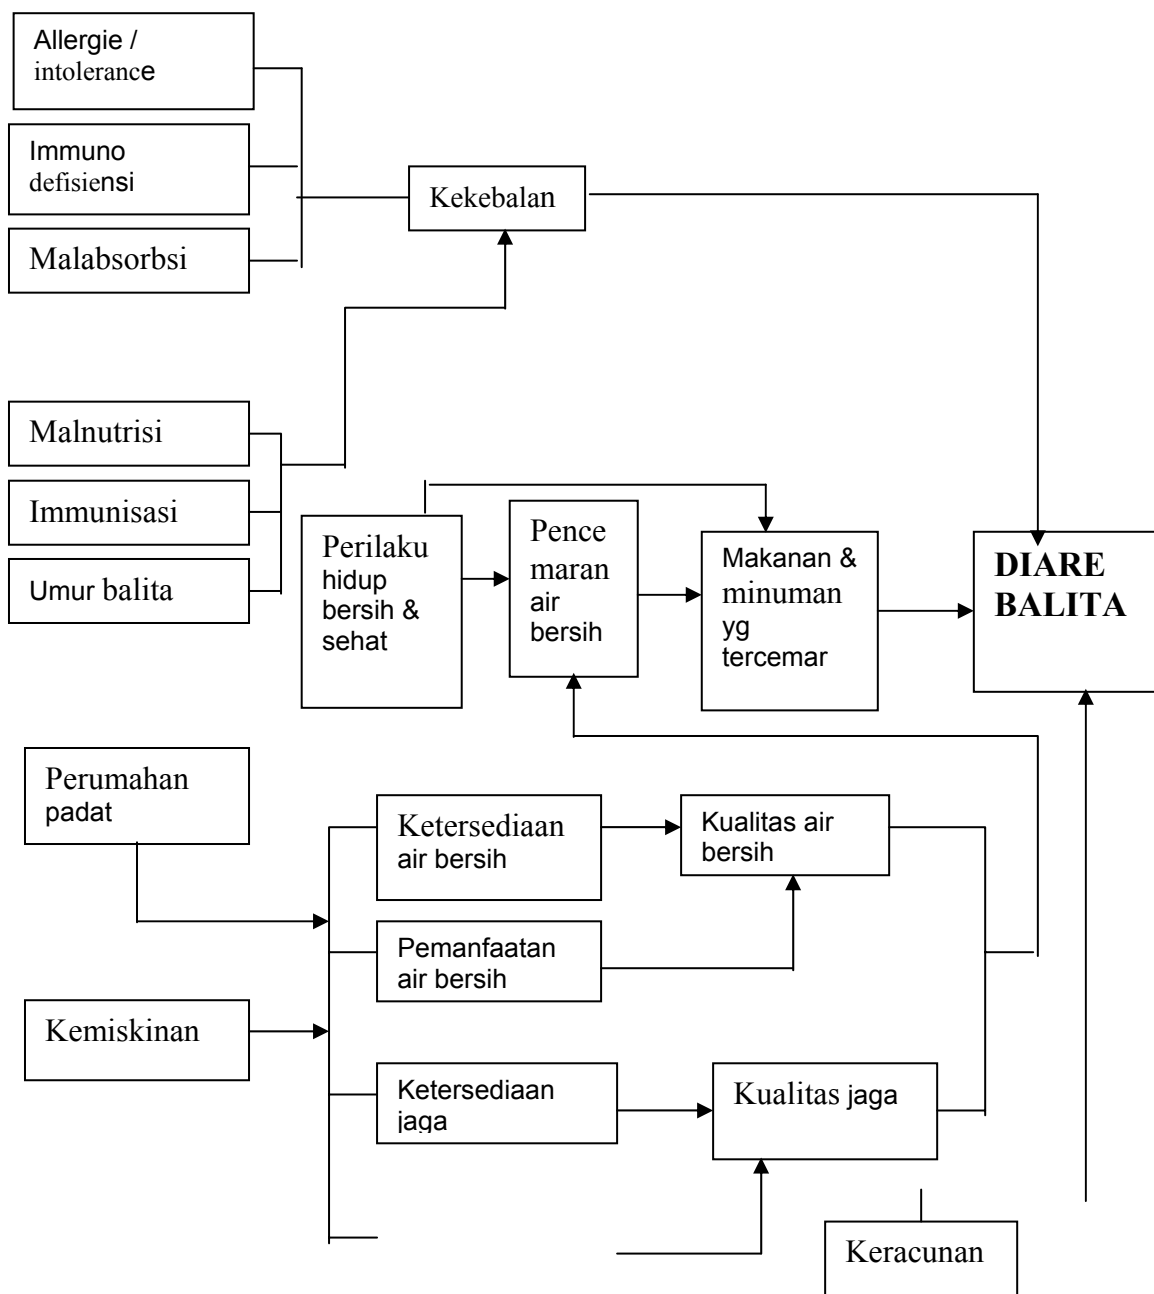 Allergie /
intolerance
Immuno
defisiensi
Kekebalan
Malabsorbsi
Malnutrisi
Immunisasi
Umur balita
Perilaku
hidup
bersih &
sehat
Pence
maran
air
bersih
Makanan &
minuman
yg
tercemar
DIARE
BALITA
Perumahan
padat
Ketersediaan
air bersih
Kualitas air
bersih
Pemanfaatan
air bersih
Kemiskinan
Ketersediaan
jaga
Kualitas jaga
Keracunan